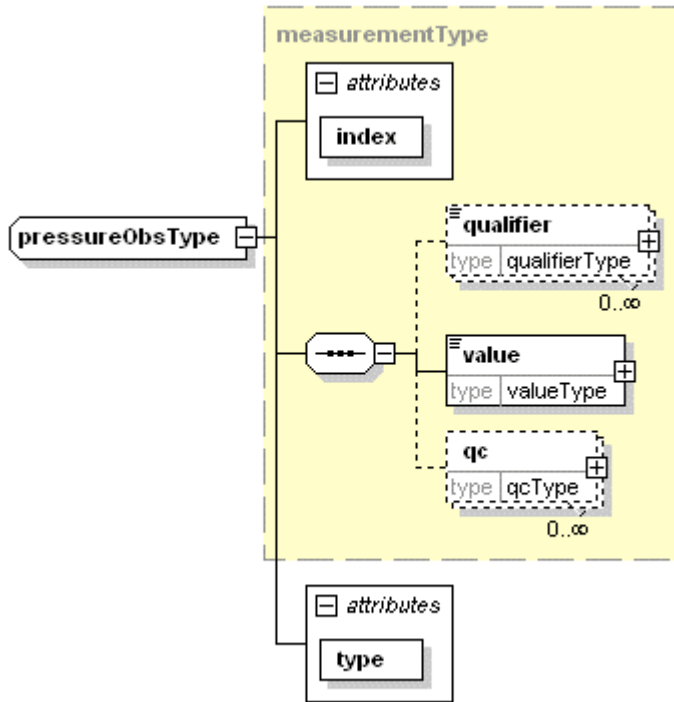 measurementType
attributes
index
pressureObsType
qualifier
type qualifierType
0..∞
value
type valueType
qc
type qcType
0..∞
attributes
type